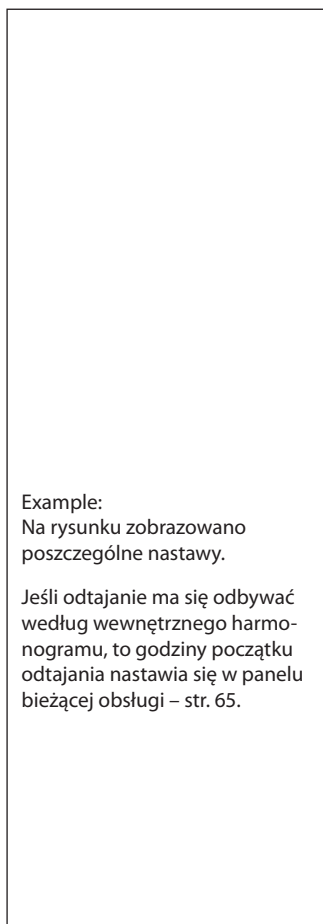 Example:
Na rysunku zobrazowano
poszczególne nastawy.
Jeśli odtajanie ma się odbywać
według wewnętrznego harmo-
nogramu, to godziny początku
odtajania nastawia się w panelu
bieżącej obsługi – str. 65.